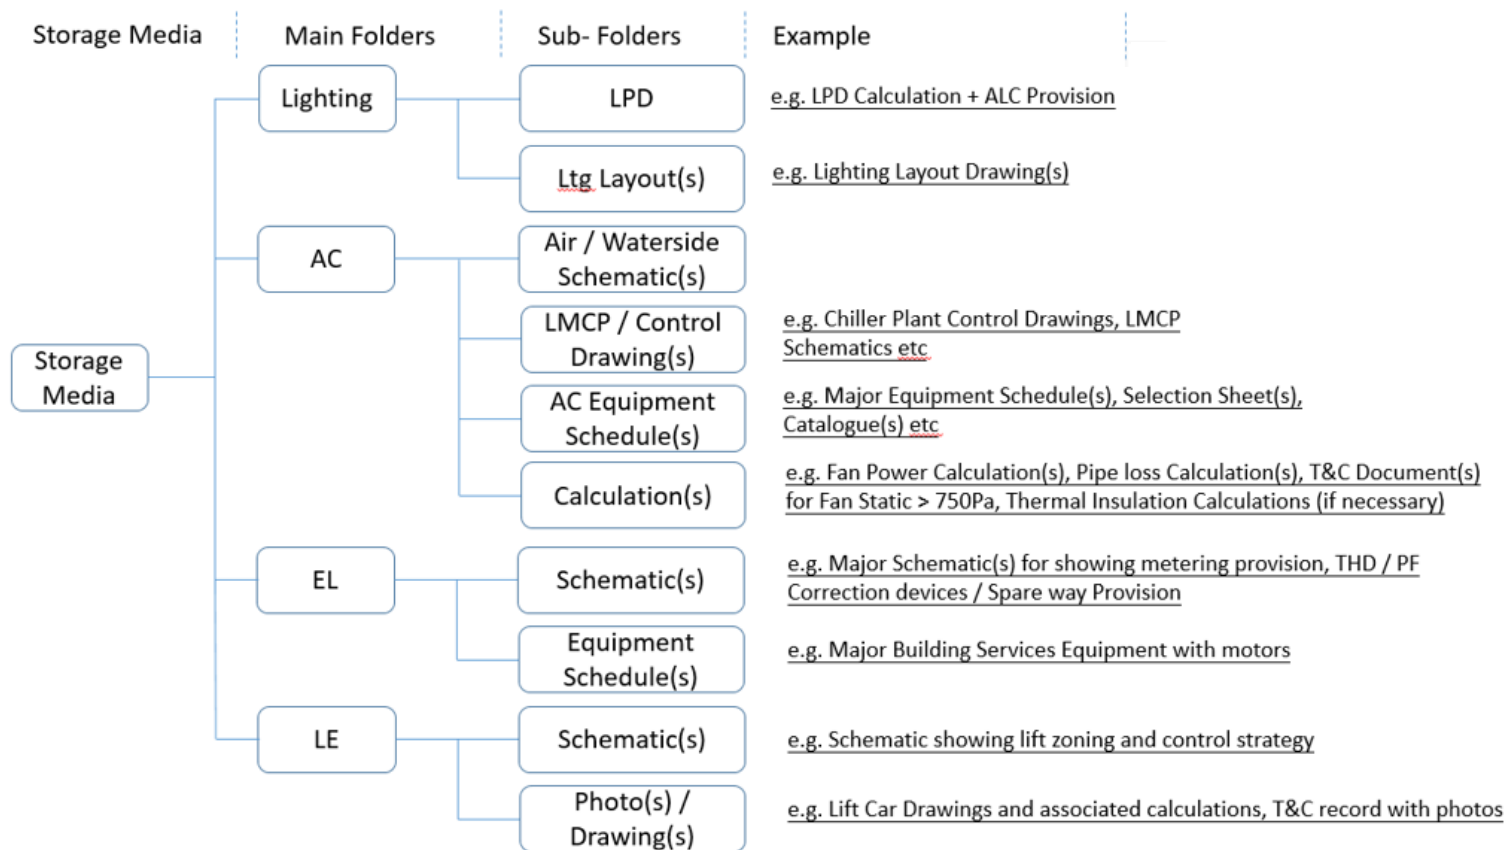 Storage Media
Main Folders
Sub- Folders
Example
Lighting
LPD
e.g. LPD Calculation + ALC Provision
Ltg Layout(s)
e.g. Lighting Layout Drawing(s)
AC
Air / Waterside
Schematic(s)
LMCP / Control
Drawing(s)
e.g. Chiller Plant Control Drawings, LMCP
Schematics etc
Storage
Media
AC Equipment
Schedule(s)
e.g. Major Equipment Schedule(s), Selection Sheet(s),
Catalogue(s) etc
Calculation(s)
e.g. Fan Power Calculation(s), Pipe loss Calculation(s), T&C Document(s)
for Fan Static > 750Pa, Thermal Insulation Calculations (if necessary)
EL
Schematic(s)
e.g. Major Schematic(s) for showing metering provision, THD / PF
Correction devices / Spare way Provision
Equipment
Schedule(s)
e.g. Major Building Services Equipment with motors
LE
Schematic(s)
e.g. Schematic showing lift zoning and control strategy
Photo(s) /
Drawing(s)
e.g. Lift Car Drawings and associated calculations, T&C record with photos